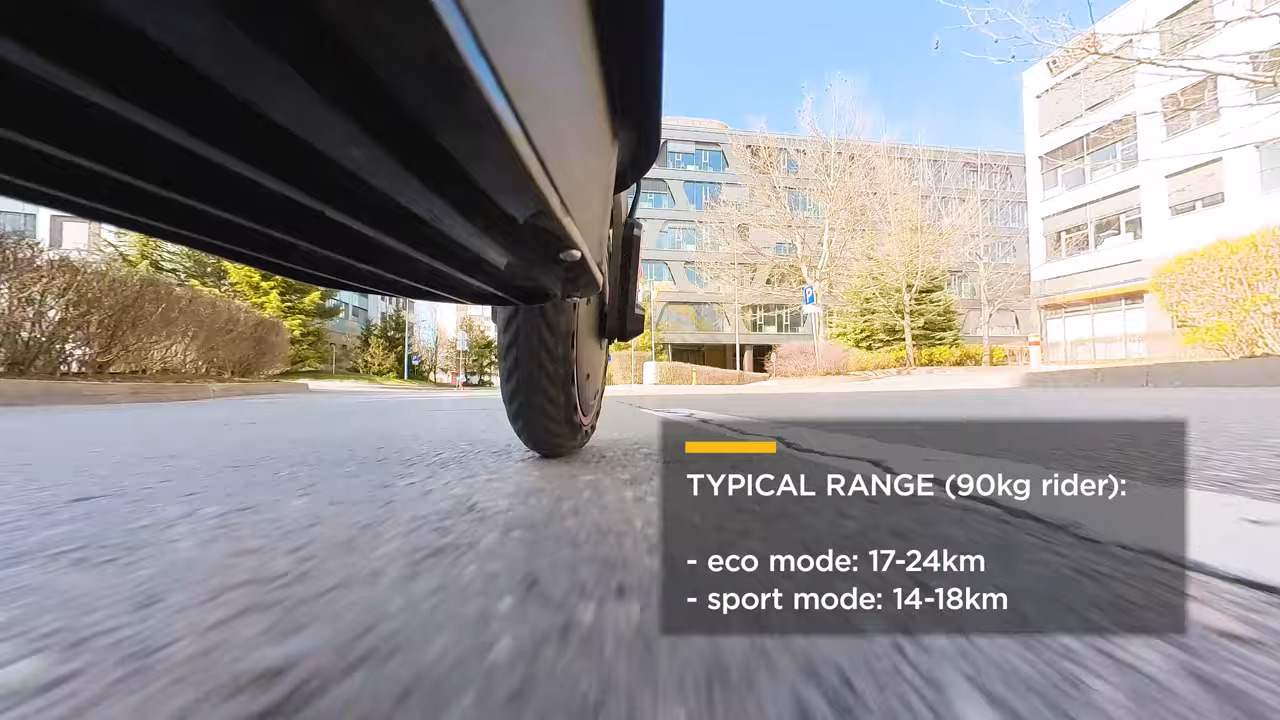 TYPICAL RANGE (90kg rider):
- eco mode: 17-24km
- sport mode: 14-18km
P